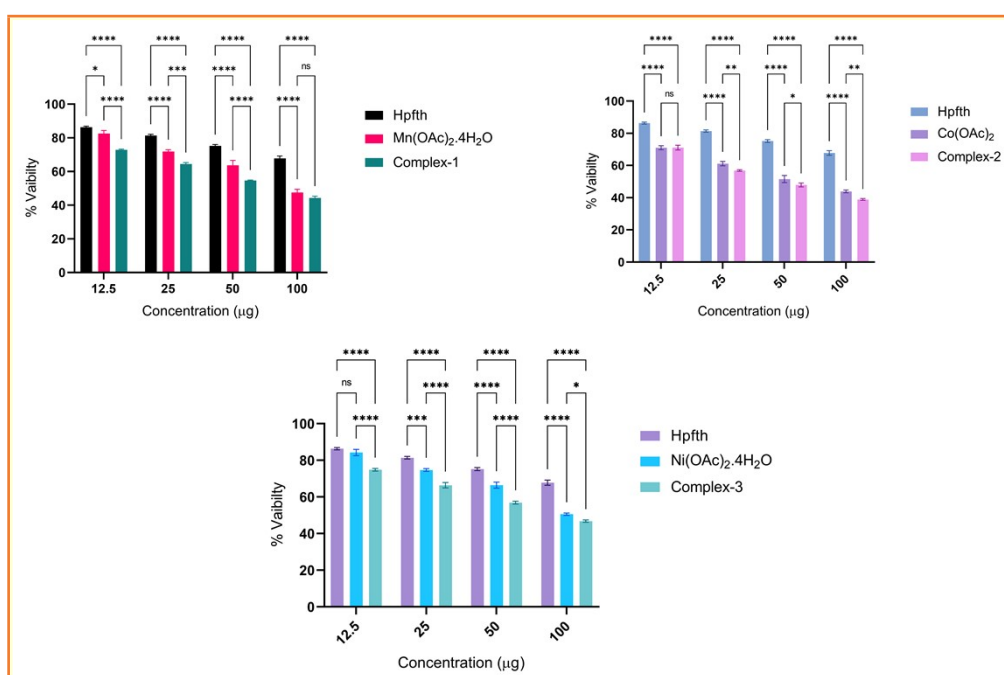 **** **** **** ****
* *** ns
**** **** **** ****
% Vaibilty
100
80
60
40
20
0
12.5 25 50 100
Concentration (μg)
Hpfth
Mn(OAc)₂.4H₂O
Complex-1
**** **** **** ****
**** ns ** * **
**** **** ****
% Vaibilty
100
80
60
40
20
0
12.5 25 50 100
Concentration (μg)
Hpfth
Co(OAc)₂
Complex-2
**** **** **** ****
ns **** **** *
**** *** **** ****
% Vaibilty
100
80
60
40
20
0
12.5 25 50 100
Concentration (μg)
Hpfth
Ni(OAc)₂.4H₂O
Complex-3